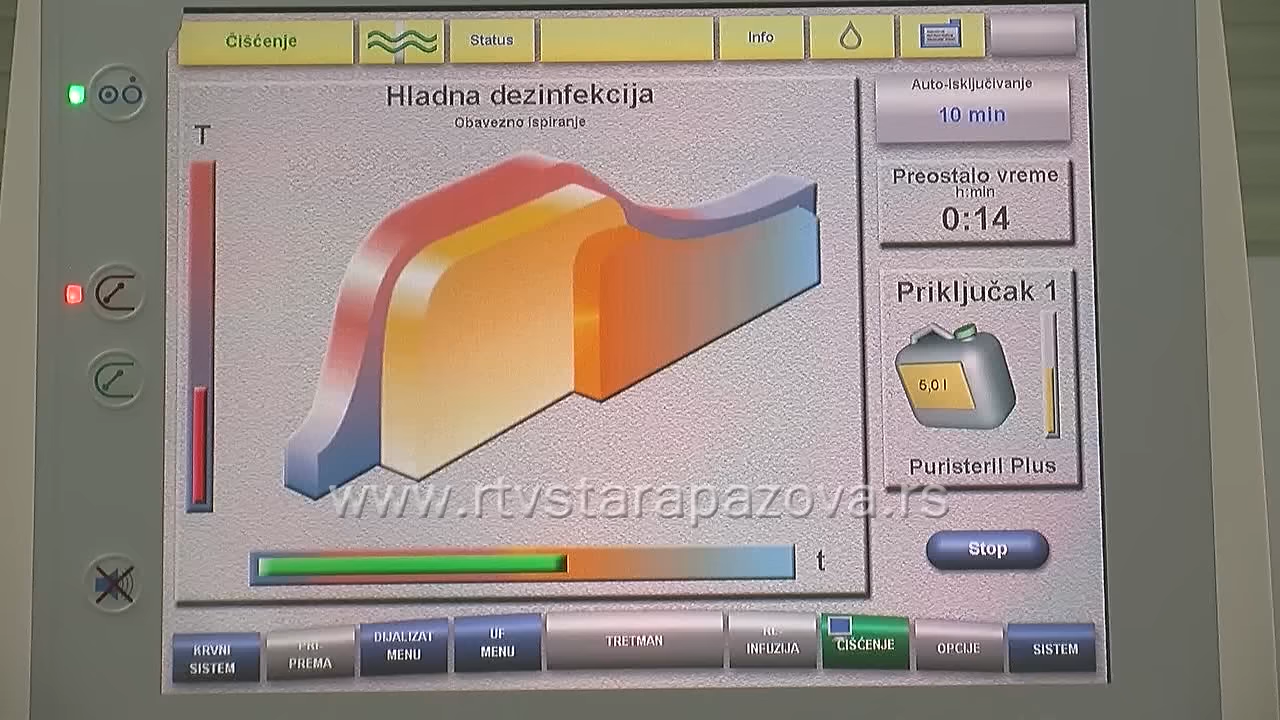 Čišćenje
Status
Info
Hladna dezinfekcija
Obavezno ispiranje
T
Auto-isključivanje
10 min
Preostalo vreme
h:min
0:14
Priključak 1
5,0 l
Puristeril Plus
www.rtvstarapazova.rs
t
Stop
KRVNI
SISTEM
PRI-
PREMA
DIJALIZAT
MENU
UF
MENU
TRETMAN
RE-
INFUZIJA
ČIŠĆENJE
OPCIJE
SISTEM